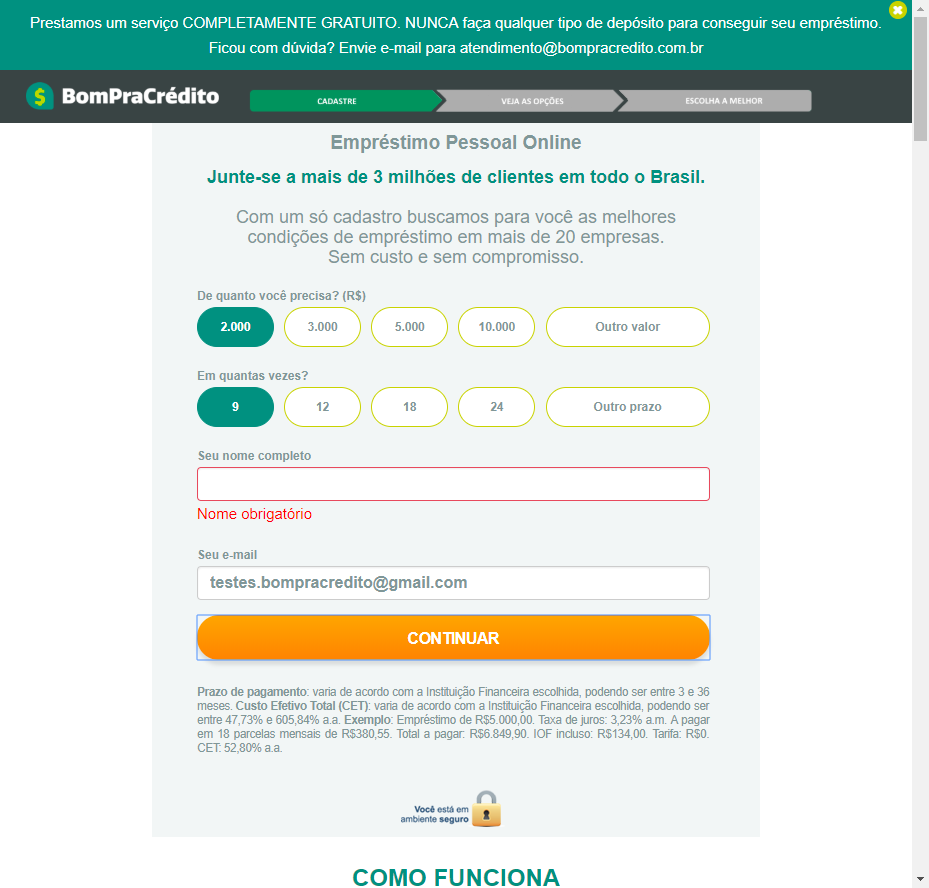 Prestamos um serviço COMPLETAMENTE GRATUITO. NUNCA faça qualquer tipo de depósito para conseguir seu empréstimo.
Ficou com dúvida? Envie e-mail para atendimento@bompracredito.com.br
$ BomPraCrédito
CADASTRE
VEJA AS OPÇÕES
ESCOLHA A MELHOR
Empréstimo Pessoal Online
Junte-se a mais de 3 milhões de clientes em todo o Brasil.
Com um só cadastro buscamos para você as melhores
condições de empréstimo em mais de 20 empresas.
Sem custo e sem compromisso.
De quanto você precisa? (R$)
2.000 3.000 5.000 10.000 Outro valor
Em quantas vezes?
9 12 18 24 Outro prazo
Seu nome completo
Nome obrigatório
Seu e-mail
testes.bompracredito@gmail.com
CONTINUAR
Prazo de pagamento: varia de acordo com a Instituição Financeira escolhida, podendo ser entre 3 e 36
meses. Custo Efetivo Total (CET): varia de acordo com a Instituição Financeira escolhida, podendo ser
entre 47,73% e 605,84% a.a. Exemplo: Empréstimo de R$5.000,00. Taxa de juros: 3,23% a.m. A pagar
em 18 parcelas mensais de R$380,55. Total a pagar: R$6.849,90. IOF incluso: R$134,00. Tarifa: R$0.
CET: 52,80% a.a.
Você está em
ambiente seguro
COMO FUNCIONA